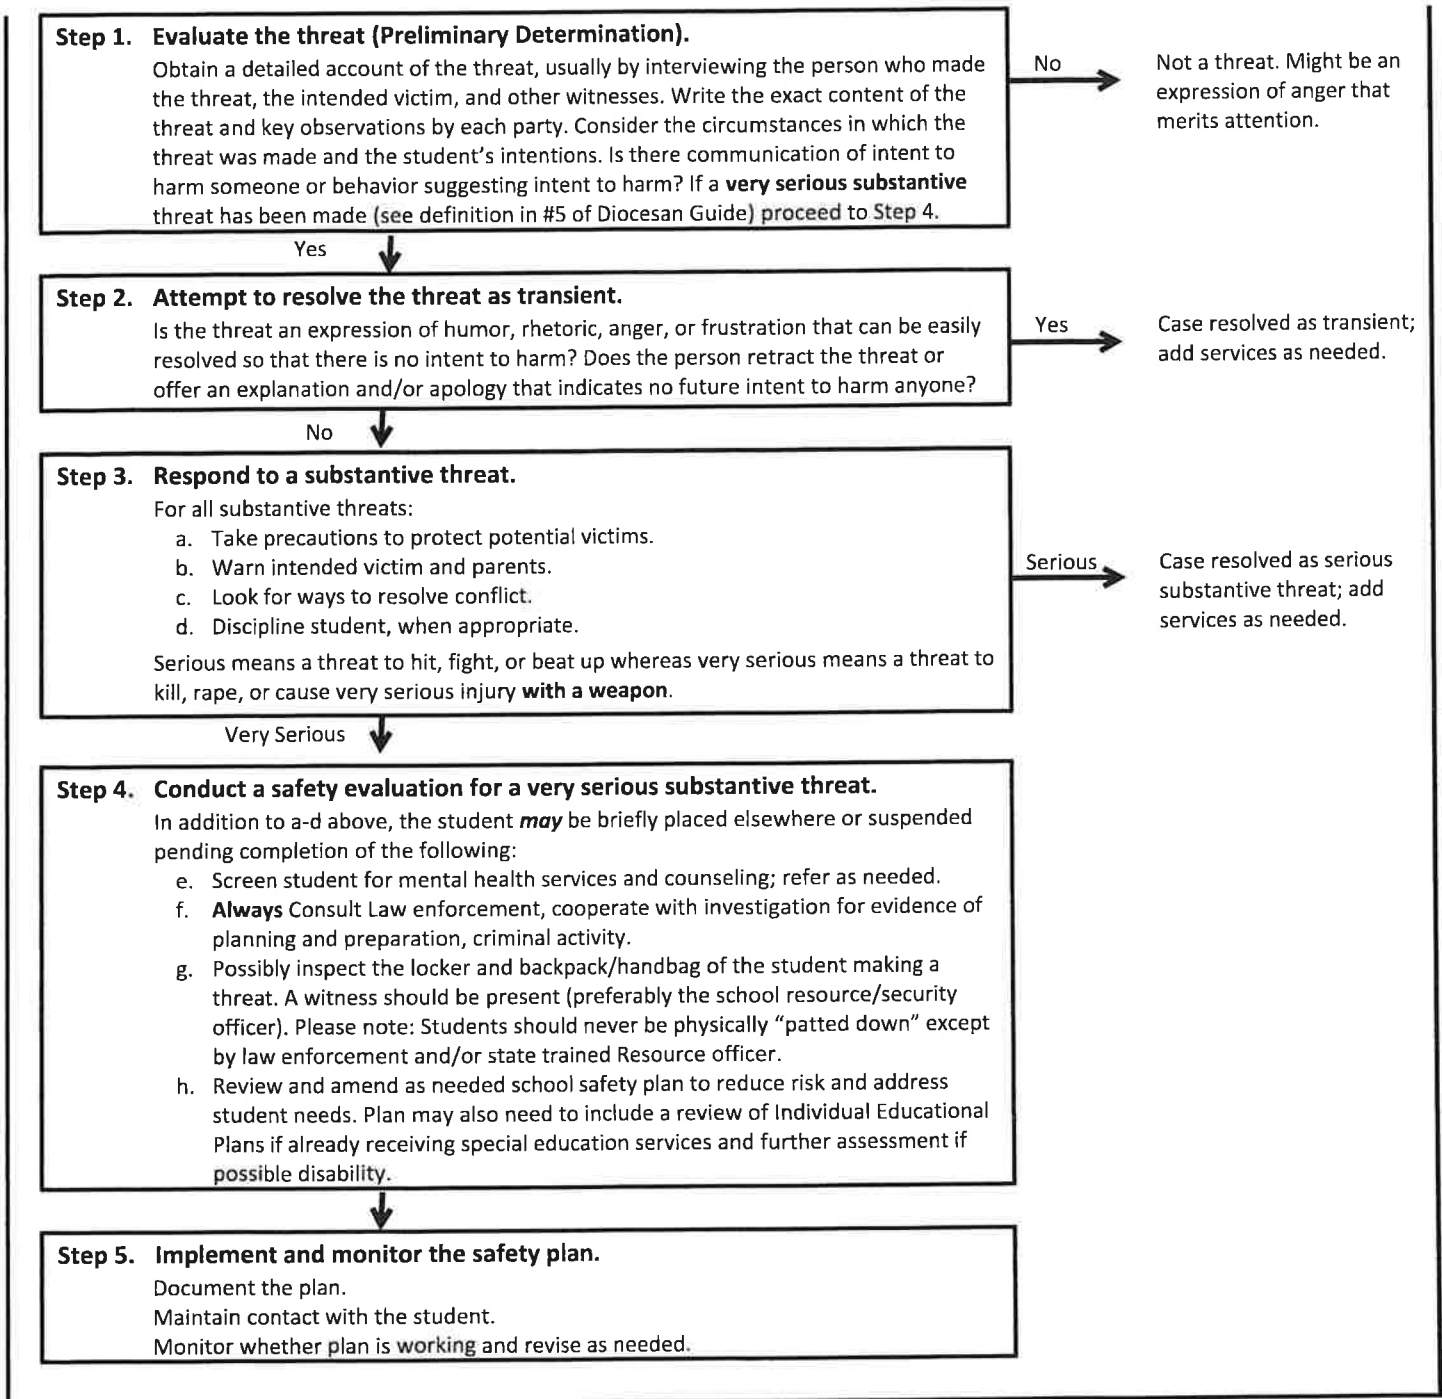 Step 1. Evaluate the threat (Preliminary Determination).
Obtain a detailed account of the threat, usually by interviewing the person who made
the threat, the intended victim, and other witnesses. Write the exact content of the
threat and key observations by each party. Consider the circumstances in which the
threat was made and the student's intentions. Is there communication of intent to
harm someone or behavior suggesting intent to harm? If a very serious substantive
threat has been made (see definition in #5 of Diocesan Guide) proceed to Step 4.
No
Not a threat. Might be an
expression of anger that
merits attention.
Yes
Step 2. Attempt to resolve the threat as transient.
Is the threat an expression of humor, rhetoric, anger, or frustration that can be easily
resolved so that there is no intent to harm? Does the person retract the threat or
offer an explanation and/or apology that indicates no future intent to harm anyone?
Yes
Case resolved as transient;
add services as needed.
No
Step 3. Respond to a substantive threat.
For all substantive threats:
a. Take precautions to protect potential victims.
b. Warn intended victim and parents.
c. Look for ways to resolve conflict.
d. Discipline student, when appropriate.
Serious means a threat to hit, fight, or beat up whereas very serious means a threat to
kill, rape, or cause very serious injury with a weapon.
Serious
Case resolved as serious
substantive threat; add
services as needed.
Very Serious
Step 4. Conduct a safety evaluation for a very serious substantive threat.
In addition to a-d above, the student may be briefly placed elsewhere or suspended
pending completion of the following:
e. Screen student for mental health services and counseling; refer as needed.
f. Always Consult Law enforcement, cooperate with investigation for evidence of
planning and preparation, criminal activity.
g. Possibly inspect the locker and backpack/handbag of the student making a
threat. A witness should be present (preferably the school resource/security
officer). Please note: Students should never be physically “patted down” except
by law enforcement and/or state trained Resource officer.
h. Review and amend as needed school safety plan to reduce risk and address
student needs. Plan may also need to include a review of Individual Educational
Plans if already receiving special education services and further assessment if
possible disability.
Step 5. Implement and monitor the safety plan.
Document the plan.
Maintain contact with the student.
Monitor whether plan is working and revise as needed.